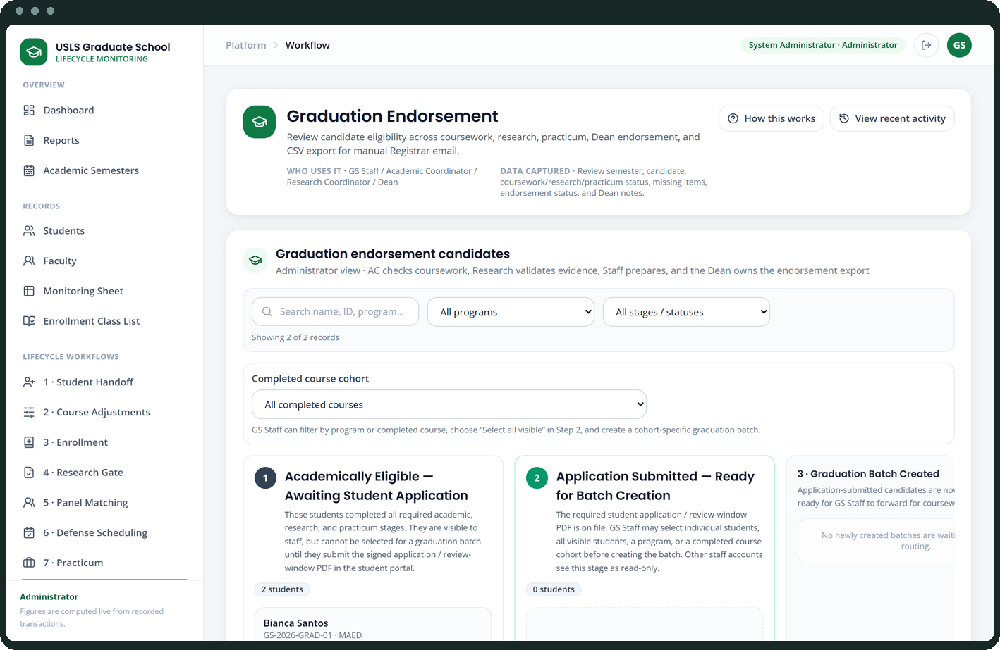 USLS Graduate School
LIFECYCLE MONITORING
OVERVIEW
Dashboard
Reports
Academic Semesters
RECORDS
Students
Faculty
Monitoring Sheet
Enrollment Class List
LIFECYCLE WORKFLOWS
1 · Student Handoff
2 · Course Adjustments
3 · Enrollment
4 · Research Gate
5 · Panel Matching
6 · Defense Scheduling
7 · Practicum
Administrator
Figures are computed live from recorded
transactions.
Platform > Workflow
System Administrator · Administrator
GS
Graduation Endorsement
Review candidate eligibility across coursework, research, practicum, Dean endorsement, and
CSV export for manual Registrar email.
WHO USES IT · GS Staff / Academic Coordinator /
Research Coordinator / Dean
DATA CAPTURED · Review semester, candidate,
coursework/research/practicum status, missing items,
endorsement status, and Dean notes.
How this works
View recent activity
Graduation endorsement candidates
Administrator view · AC checks coursework, Research validates evidence, Staff prepares, and the Dean owns the endorsement export
Search name, ID, program...
All programs
All stages / statuses
Showing 2 of 2 records
Completed course cohort
All completed courses
GS Staff can filter by program or completed course, choose “Select all visible” in Step 2, and create a cohort-specific graduation batch.
1
Academically Eligible —
Awaiting Student Application
These students completed all required academic,
research, and practicum stages. They are visible to
staff, but cannot be selected for a graduation batch
until they submit the signed application / review-
window PDF in the student portal.
2 students
Bianca Santos
GS-2026-GRAD-01 · MAED
2
Application Submitted — Ready
for Batch Creation
The required student application / review-window
PDF is on file. GS Staff may select individual students,
all visible students, a program, or a completed-course
cohort before creating the batch. Other staff accounts
see this stage as read-only.
0 students
3 · Graduation Batch Created
Application-submitted candidates are
ready for GS Staff to forward for
No newly created batches are
routing.